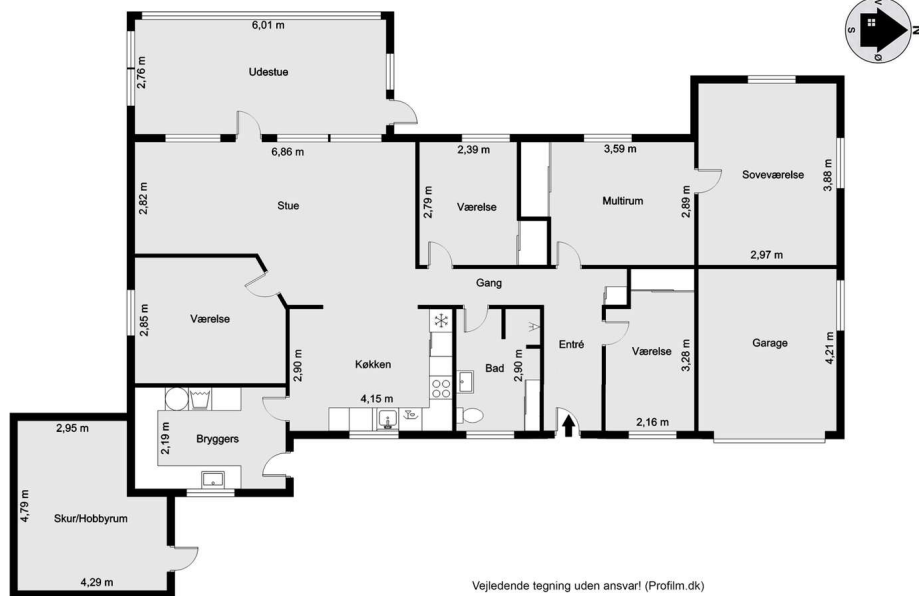 6,01 m
2,76 m
Udestue
V
S
N
Ø
6,86 m
2,82 m
Stue
2,39 m
2,79 m
Værelse
3,59 m
Multirum
2,89 m
Soveværelse
3,88 m
2,97 m
Gang
2,85 m
Værelse
2,90 m
Køkken
4,15 m
Bad
2,90 m
Entré
Værelse
3,28 m
2,16 m
Garage
4,21 m
2,19 m
Bryggers
2,95 m
4,79 m
Skur/Hobbyrum
4,29 m
Vejledende tegning uden ansvar! (Profilm.dk)